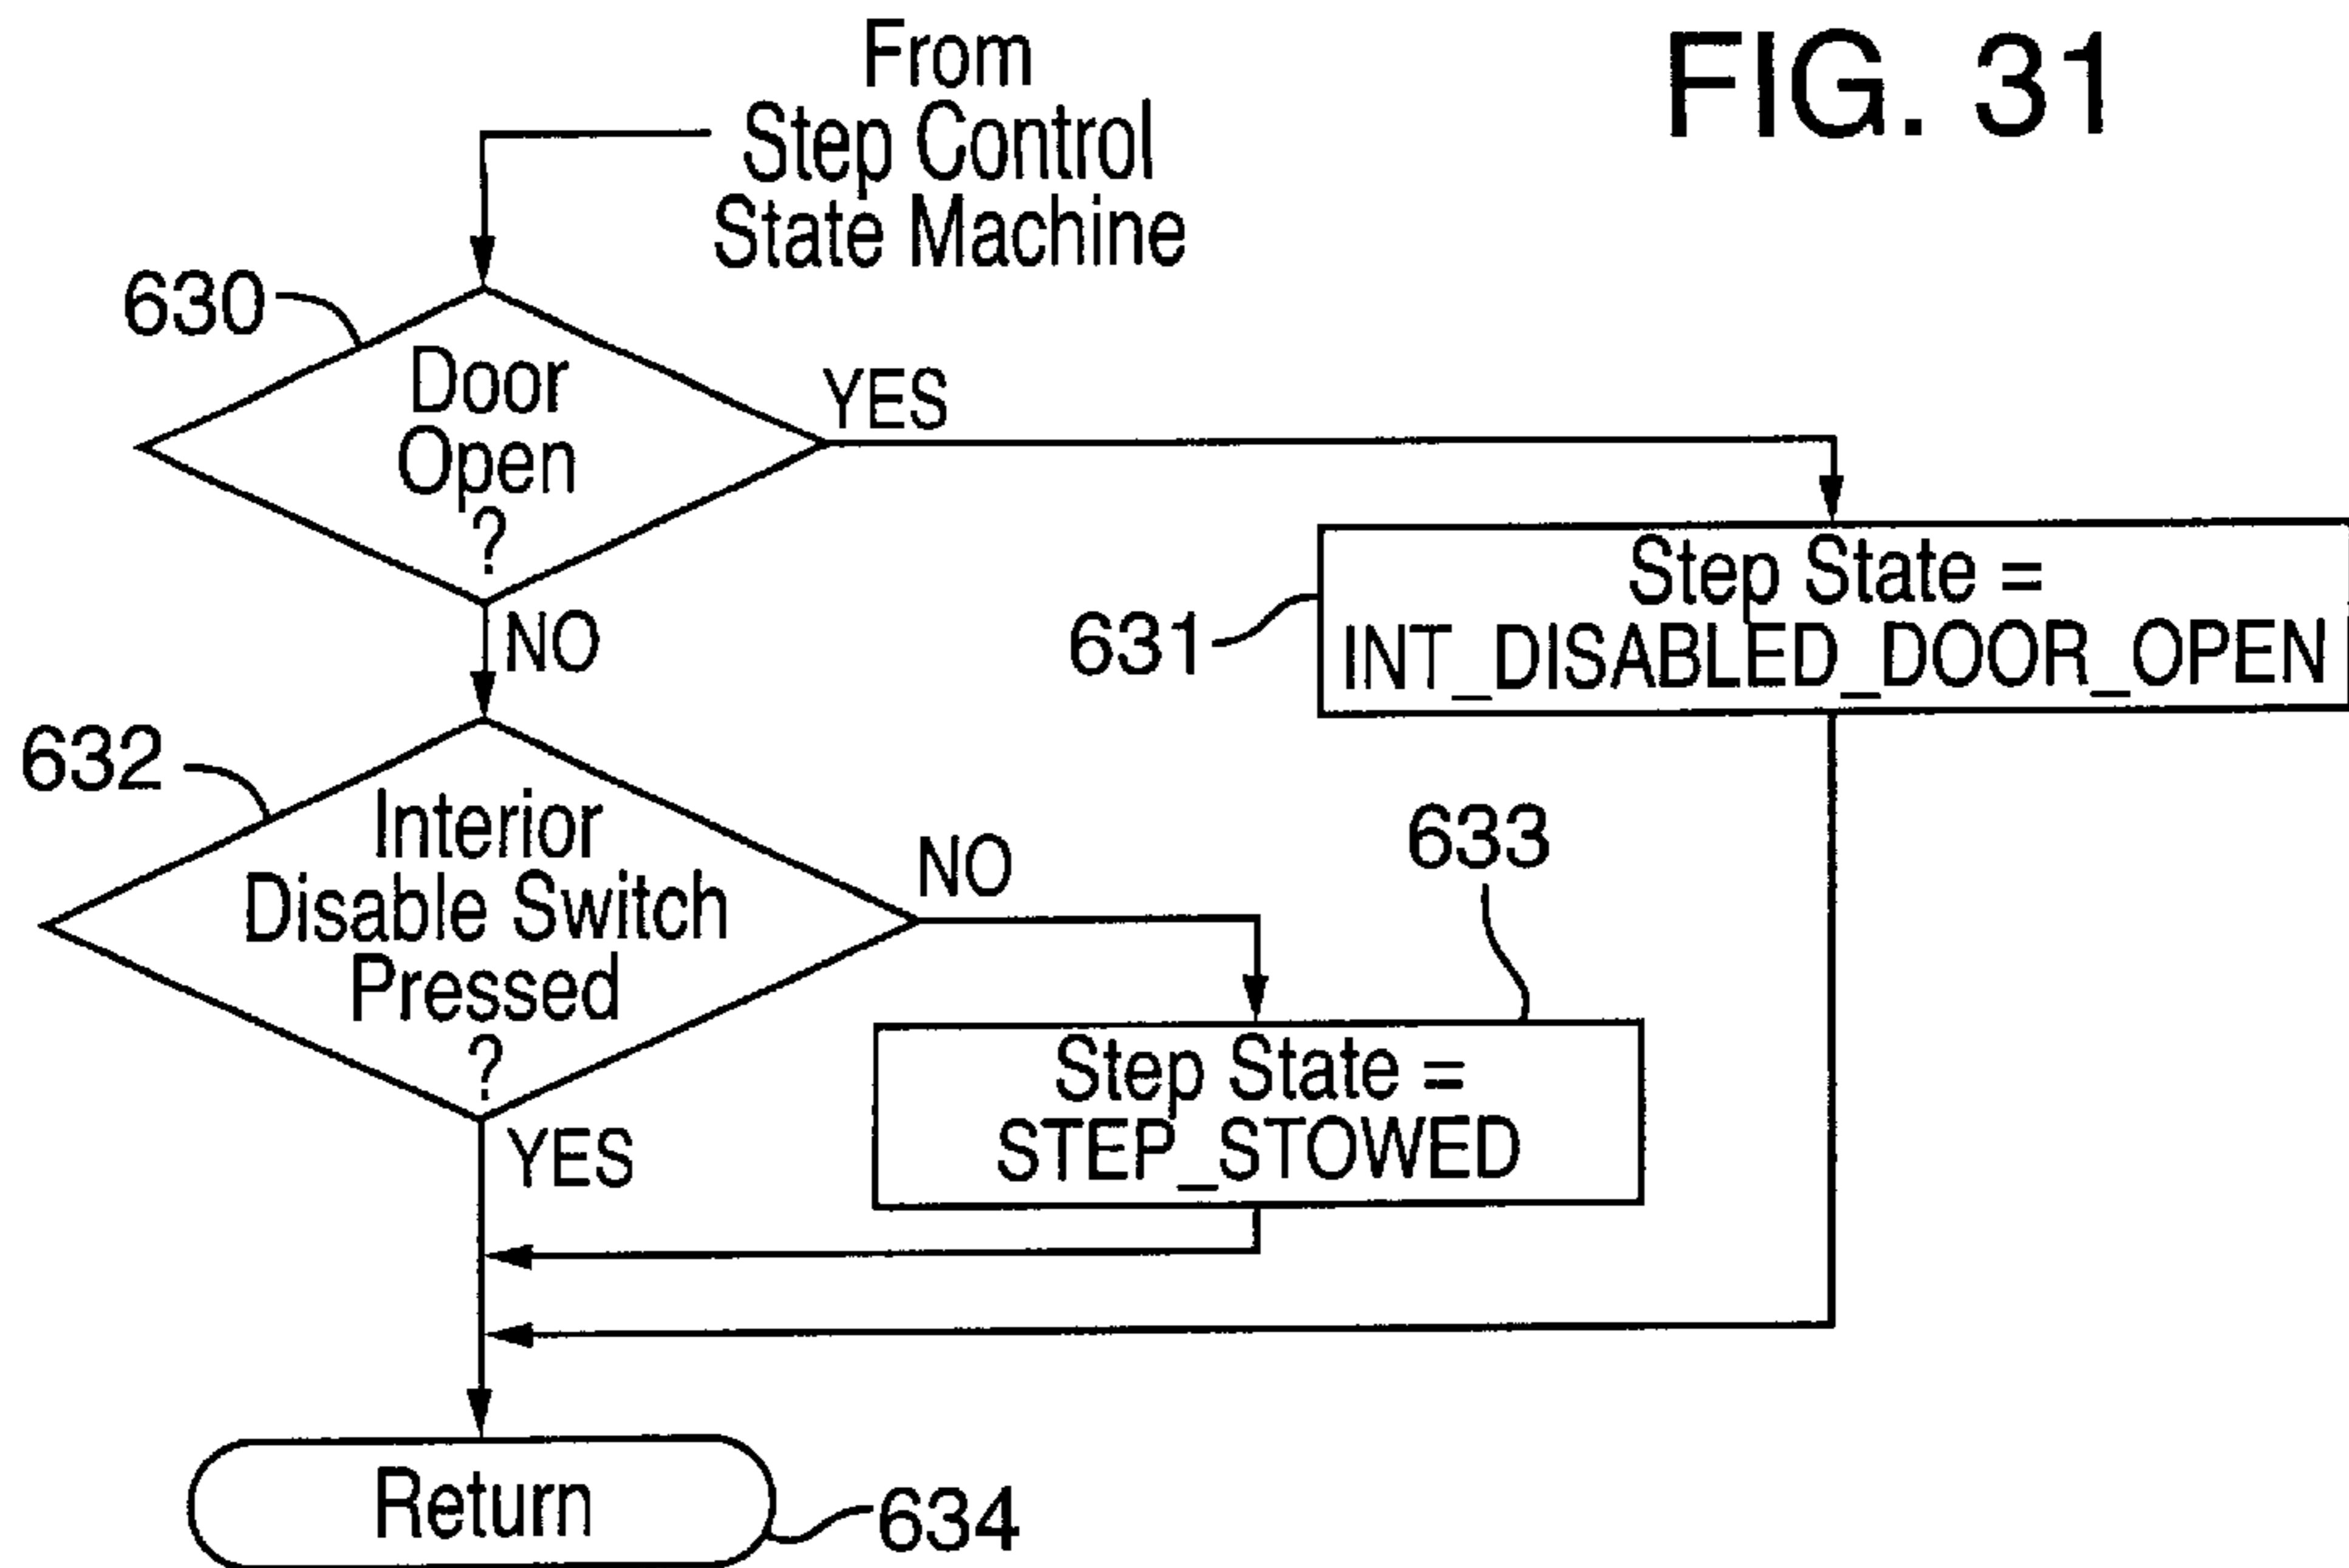 FIG. 31
From
Step Control
State Machine
630
Door
Open
?
YES
NO
631
Step State =
INT_DISABLED_DOOR_OPEN
632
Interior
Disable Switch
Pressed
?
NO
YES
633
Step State =
STEP_STOWED
Return
634